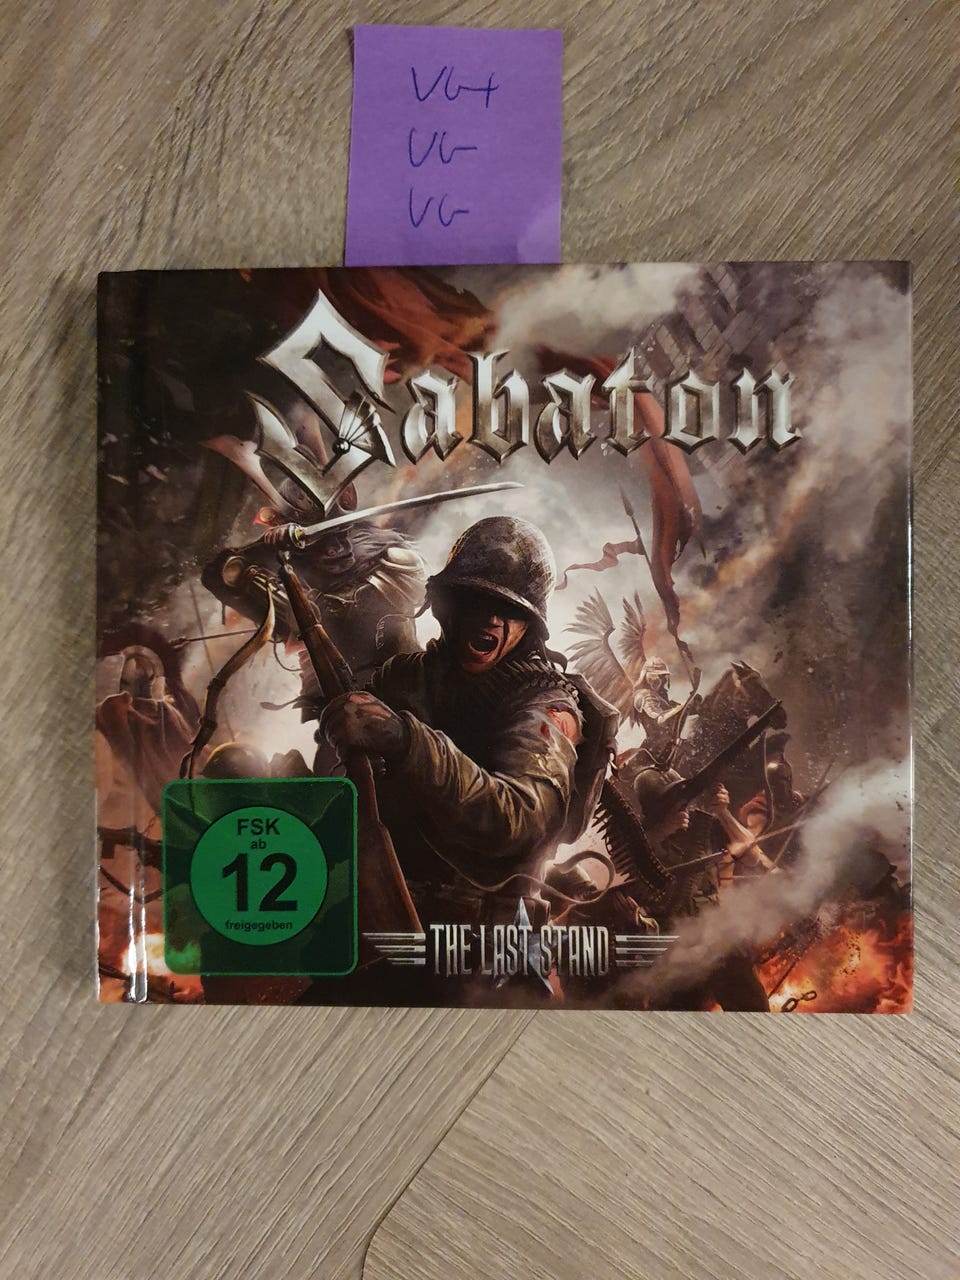 VG+
VG
VG
Sabaton
FSK
ab
12
freigegeben
THE LAST STAND